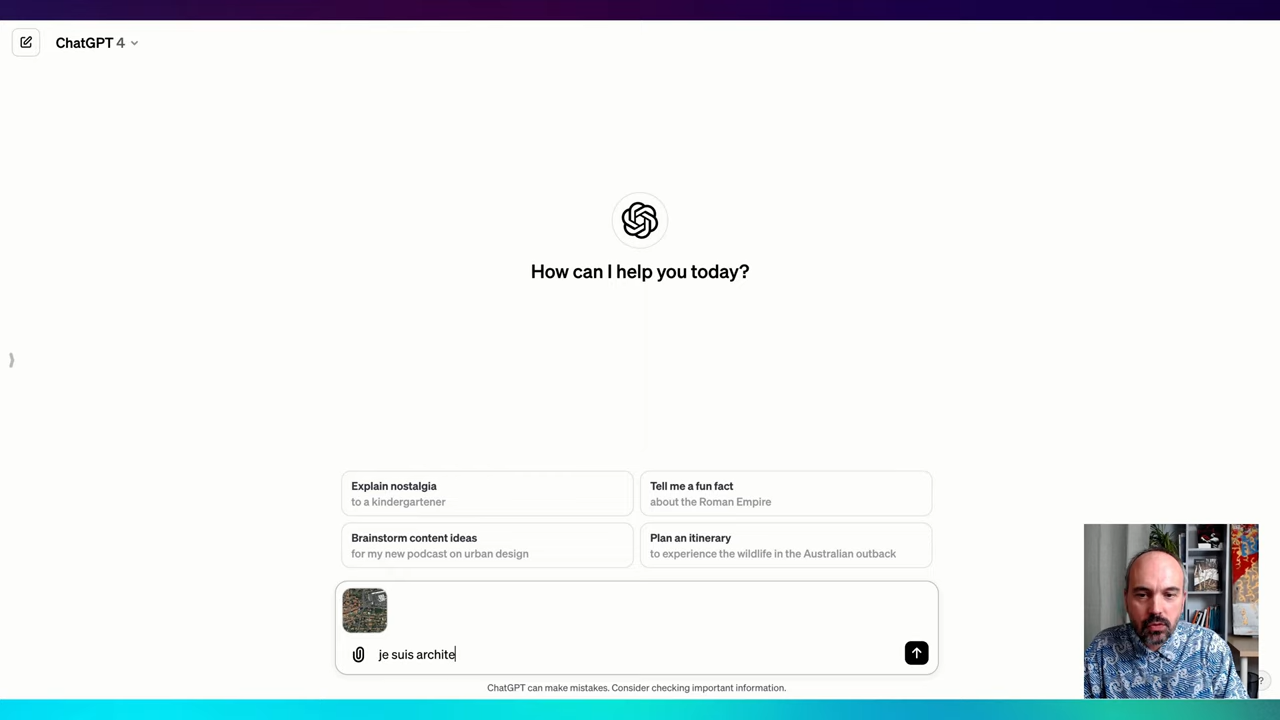 ChatGPT 4
How can I help you today?
Explain nostalgia
to a kindergartener
Tell me a fun fact
about the Roman Empire
Brainstorm content ideas
for my new podcast on urban design
Plan an itinerary
to experience the wildlife in the Australian outback
je suis archite
ChatGPT can make mistakes. Consider checking important information.
?